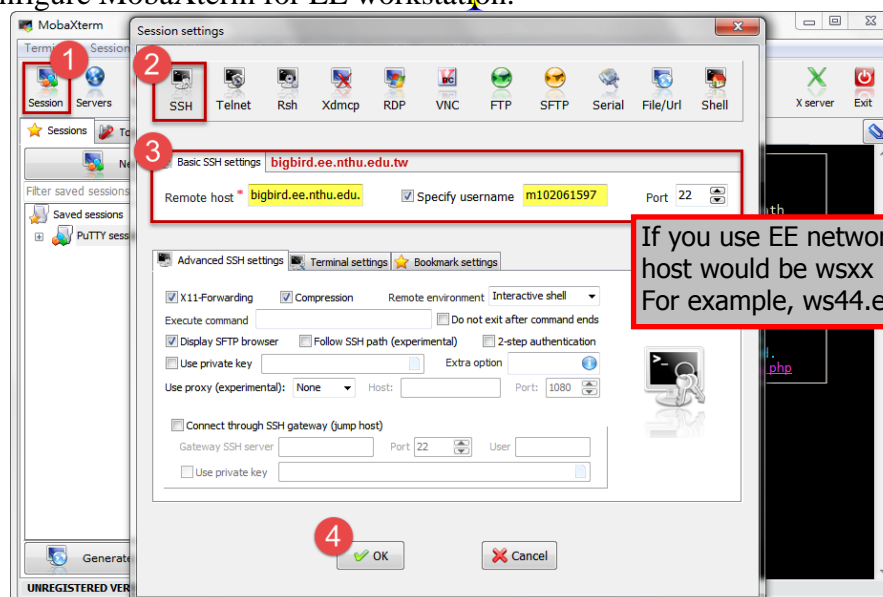 nfigure MobaXterm for EE workstation.
MobaXterm
Session settings
Session
1
2
Session
Servers
SSH
Telnet
Rsh
Xdmcp
RDP
VNC
FTP
SFTP
Serial
File/Url
Shell
X server
Exit
Sessions
3
Basic SSH settings
bigbird.ee.nthu.edu.tw
Filter saved sessions
Remote host * bigbird.ee.nthu.edu.
Specify username m102061597
Port 22
Saved sessions
PuTTY sess
If you use EE networ
host would be wsxx
For example, ws44.e
Advanced SSH settings
Terminal settings
Bookmark settings
X11-Forwarding
Compression
Remote environment Interactive shell
Execute command
Do not exit after command ends
Display SFTP browser
Follow SSH path (experimental)
2-step authentication
Use private key
Extra option
php
Use proxy (experimental): None
Host:
Port: 1080
Connect through SSH gateway (jump host)
Gateway SSH server
Port 22
User
Use private key
4
Generate
OK
Cancel
UNREGISTERED VER